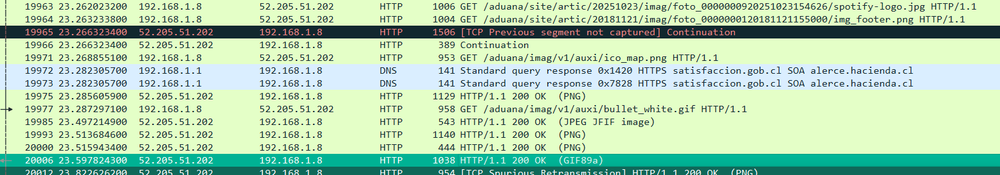 19963 23.262023200 192.168.1.8 52.205.51.202 HTTP 1006 GET /aduana/site/artic/20251023/imag/foto_0000000920251023154626/spotify-logo.jpg HTTP/1.1
19964 23.263233800 192.168.1.8 52.205.51.202 HTTP 1004 GET /aduana/site/artic/20181121/imag/foto_0000000120181121155000/img_footer.png HTTP/1.1
19965 23.266323400 52.205.51.202 192.168.1.8 HTTP 1506 [TCP Previous segment not captured] Continuation
19966 23.266323400 52.205.51.202 192.168.1.8 HTTP 389 Continuation
19971 23.268855100 192.168.1.8 52.205.51.202 HTTP 953 GET /aduana/imag/v1/auxi/ico_map.png HTTP/1.1
19972 23.282305700 192.168.1.1 192.168.1.8 DNS 141 Standard query response 0x1420 HTTPS satisfaccion.gob.cl SOA alerce.hacienda.cl
19973 23.282305700 192.168.1.1 192.168.1.8 DNS 141 Standard query response 0x7828 HTTPS satisfaccion.gob.cl SOA alerce.hacienda.cl
19975 23.285605900 52.205.51.202 192.168.1.8 HTTP 1129 HTTP/1.1 200 OK (PNG)
19977 23.287297100 192.168.1.8 52.205.51.202 HTTP 958 GET /aduana/imag/v1/auxi/bullet_white.gif HTTP/1.1
19985 23.497214900 52.205.51.202 192.168.1.8 HTTP 543 HTTP/1.1 200 OK (JPEG JFIF image)
19993 23.513684600 52.205.51.202 192.168.1.8 HTTP 1140 HTTP/1.1 200 OK (PNG)
20000 23.515943400 52.205.51.202 192.168.1.8 HTTP 444 HTTP/1.1 200 OK (PNG)
20006 23.597824300 52.205.51.202 192.168.1.8 HTTP 1038 HTTP/1.1 200 OK (GIF89a)
20012 23.822626200 52.205.51.202 192.168.1.8 HTTP 954 [TCP Spurious Retransmission] HTTP/1.1 200 OK (PNG)